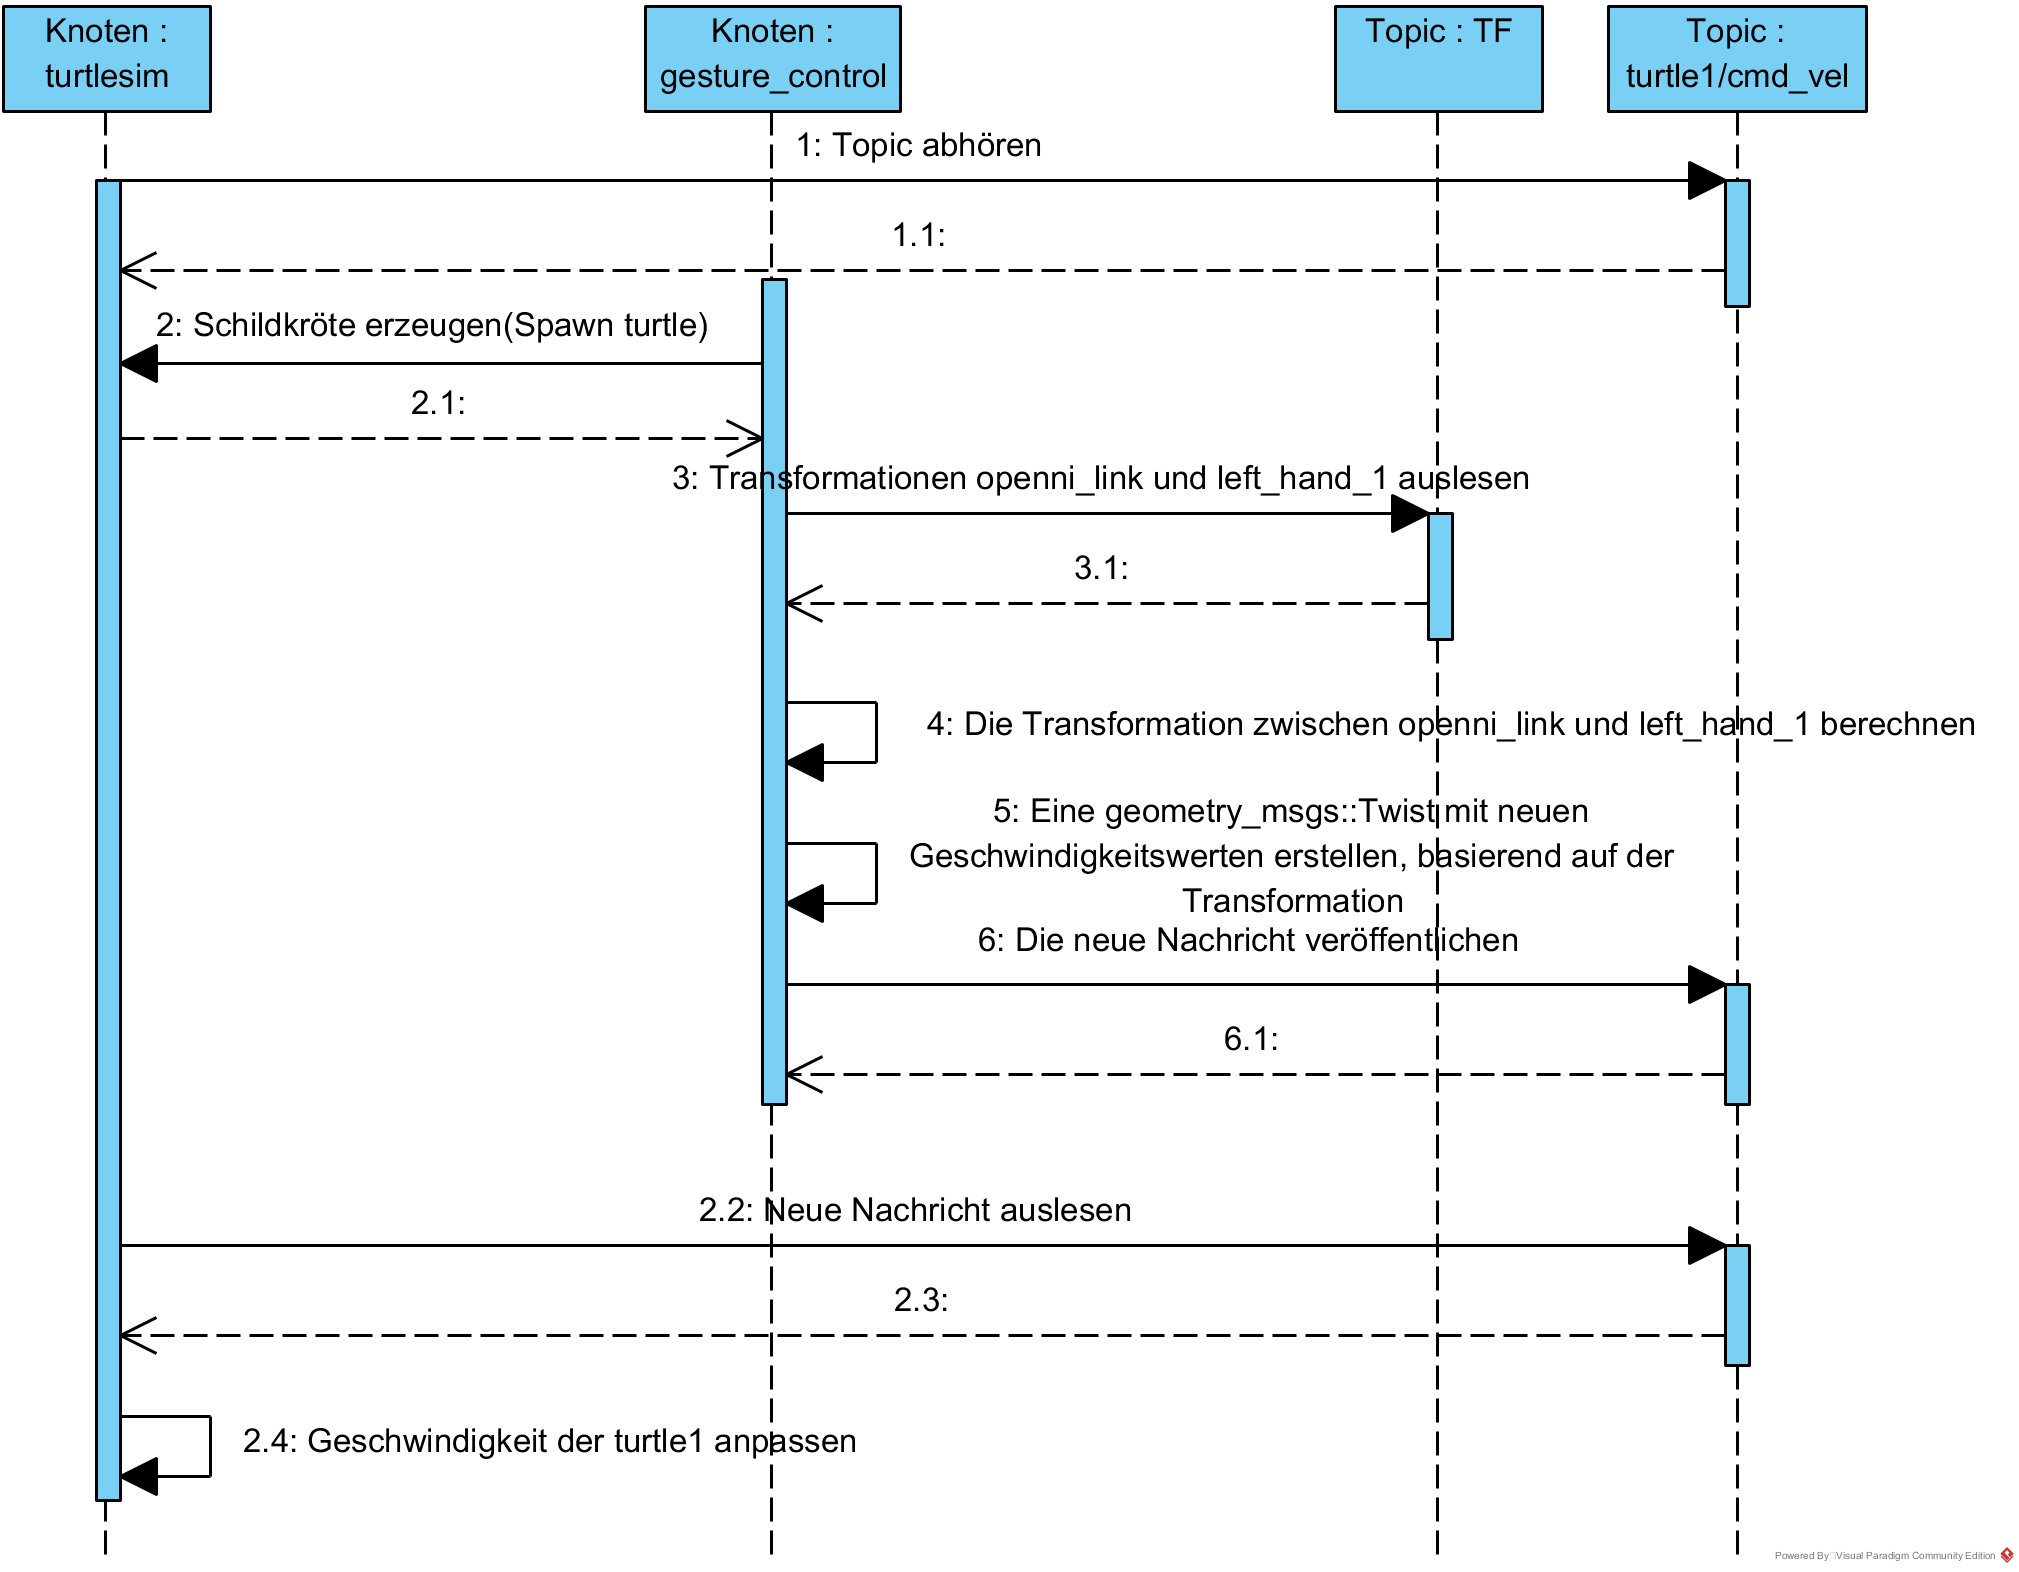 Knoten :
turtlesim
Knoten :
gesture_control
Topic : TF
Topic :
turtle1/cmd_vel
1: Topic abhören
1.1:
2: Schildkröte erzeugen(Spawn turtle)
2.1:
3: Transformationen openni_link und left_hand_1 auslesen
3.1:
4: Die Transformation zwischen openni_link und left_hand_1 berechnen
5: Eine geometry_msgs::Twist mit neuen
Geschwindigkeitswerten erstellen, basierend auf der
Transformation
6: Die neue Nachricht veröffentlichen
6.1:
2.2: Neue Nachricht auslesen
2.3:
2.4: Geschwindigkeit der turtle1 anpassen
Powered By Visual Paradigm Community Edition